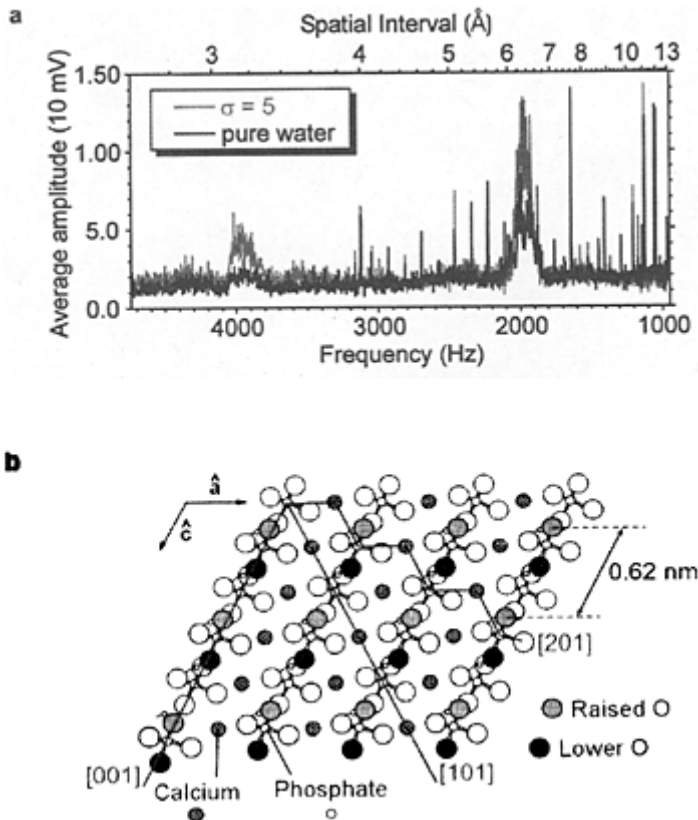 a
Spatial Interval (Å)
3 4 5 6 7 8 10 13
1.50
σ = 5
pure water
1.00
5.0
0.0
Average amplitude (10 mV)
4000 3000 2000 1000
Frequency (Hz)
b
â
ĉ
0.62 nm
[201]
Raised O
Lower O
[001]
[101]
Calcium
Phosphate